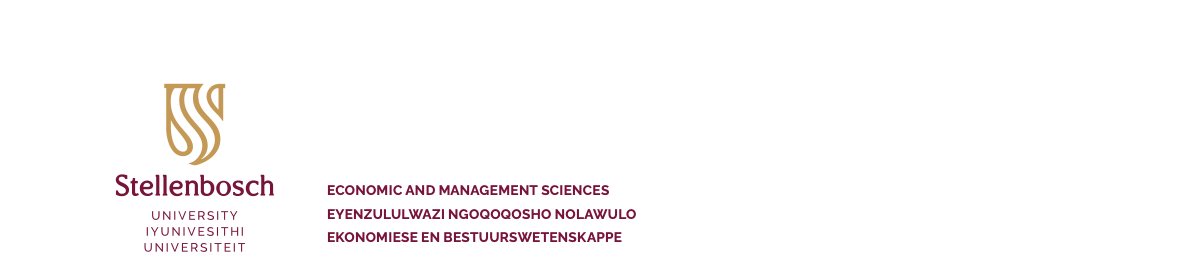 Stellenbosch
UNIVERSITY
IYUNIVESITHI
UNIVERSITEIT
ECONOMIC AND MANAGEMENT SCIENCES
EYENZULULWAZI NGOQOQOSHO NOLAWULO
EKONOMIESE EN BESTUURSWETENSKAPPE